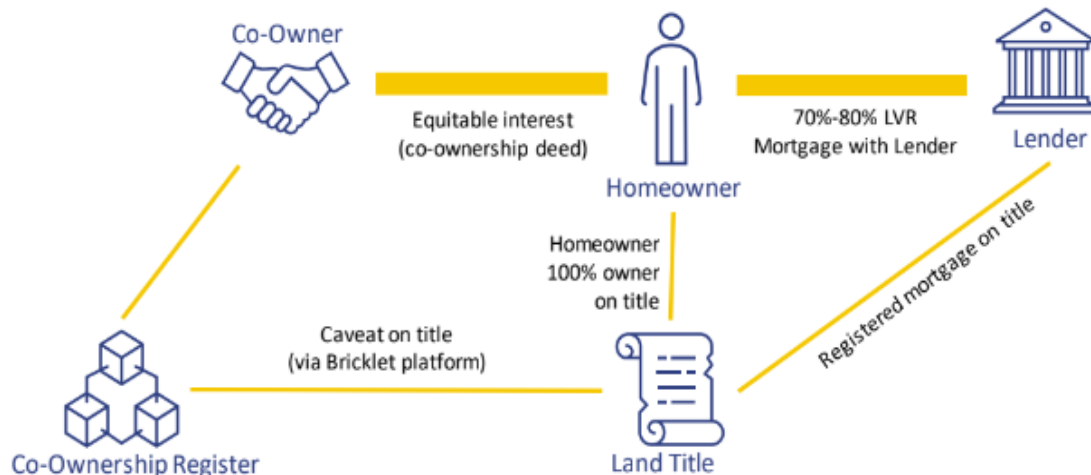 Co-Owner
Equitable interest
(co-ownership deed)
Homeowner
70%-80% LVR
Mortgage with Lender
Lender
Homeowner
100% owner
on title
Registered mortgage on title
Caveat on title
(via Bricklet platform)
Co-Ownership Register
Land Title